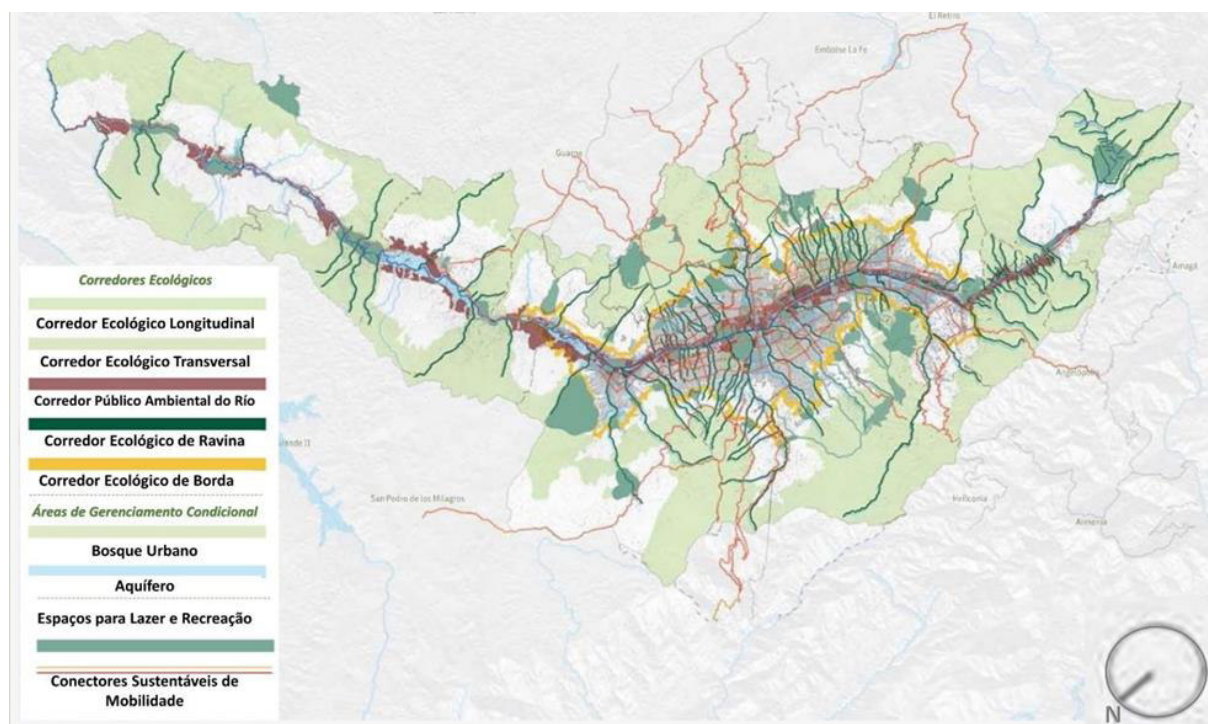 El Retiro
Embalse La Fe
Guarne
Amagá
Corredores Ecológicos
Corredor Ecológico Longitudinal
Corredor Ecológico Transversal
Corredor Público Ambiental do Río
Corredor Ecológico de Ravina
Corredor Ecológico de Borda
Áreas de Gerenciamento Condicional
Bosque Urbano
Aquífero
Espaços para Lazer e Recreação
Conectores Sustentáveis de
Mobilidade
Angelópolis
San Pedro de los Milagros
Heliconia
Armenia
N